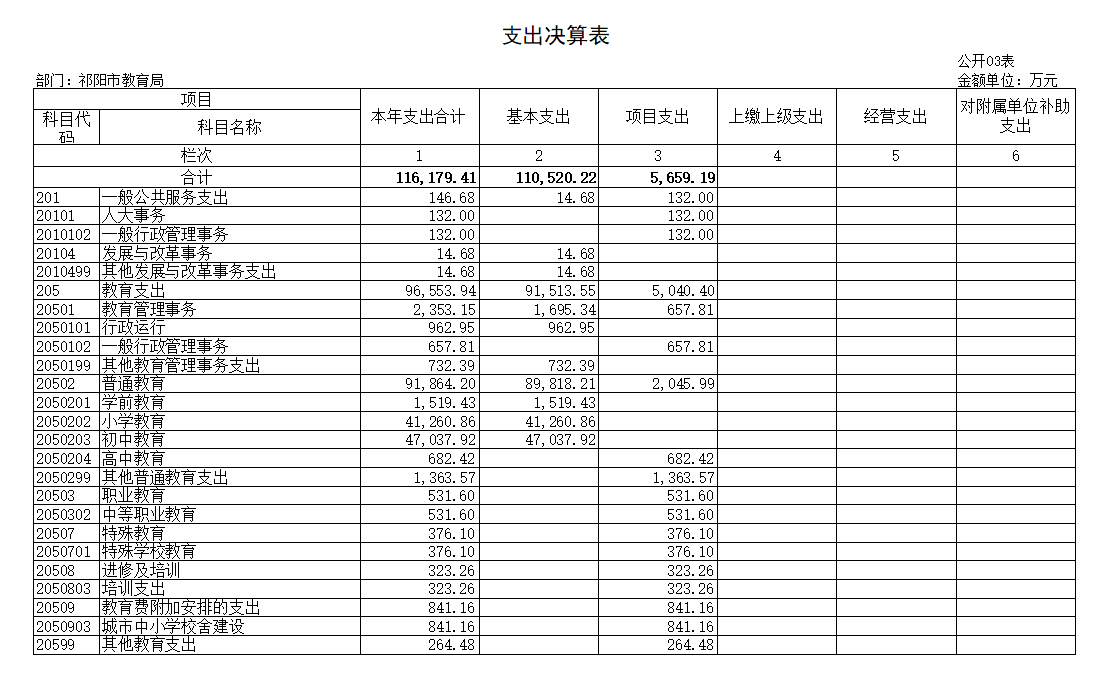 支出决算表
公开03表
部门：祁阳市教育局 金额单位：万元
项目 本年支出合计 基本支出 项目支出 上缴上级支出 经营支出 对附属单位补助支出
科目代码 科目名称
栏次 1 2 3 4 5 6
合计 116,179.41 110,520.22 5,659.19
201 一般公共服务支出 146.68 14.68 132.00
20101 人大事务 132.00 132.00
2010102 一般行政管理事务 132.00 132.00
20104 发展与改革事务 14.68 14.68
2010499 其他发展与改革事务支出 14.68 14.68
205 教育支出 96,553.94 91,513.55 5,040.40
20501 教育管理事务 2,353.15 1,695.34 657.81
2050101 行政运行 962.95 962.95
2050102 一般行政管理事务 657.81 657.81
2050199 其他教育管理事务支出 732.39 732.39
20502 普通教育 91,864.20 89,818.21 2,045.99
2050201 学前教育 1,519.43 1,519.43
2050202 小学教育 41,260.86 41,260.86
2050203 初中教育 47,037.92 47,037.92
2050204 高中教育 682.42 682.42
2050299 其他普通教育支出 1,363.57 1,363.57
20503 职业教育 531.60 531.60
2050302 中等职业教育 531.60 531.60
20507 特殊教育 376.10 376.10
2050701 特殊学校教育 376.10 376.10
20508 进修及培训 323.26 323.26
2050803 培训支出 323.26 323.26
20509 教育费附加安排的支出 841.16 841.16
2050903 城市中小学校舍建设 841.16 841.16
20599 其他教育支出 264.48 264.48